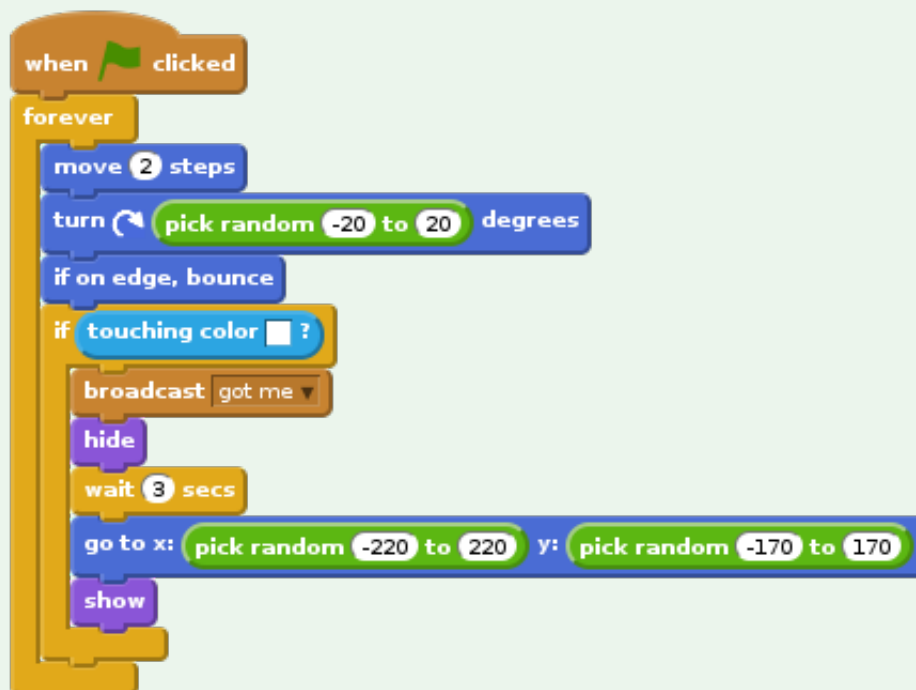 when clicked
forever
move 2 steps
turn pick random -20 to 20 degrees
if on edge, bounce
if touching color ?
broadcast got me
hide
wait 3 secs
go to x: pick random -220 to 220 y: pick random -170 to 170
show